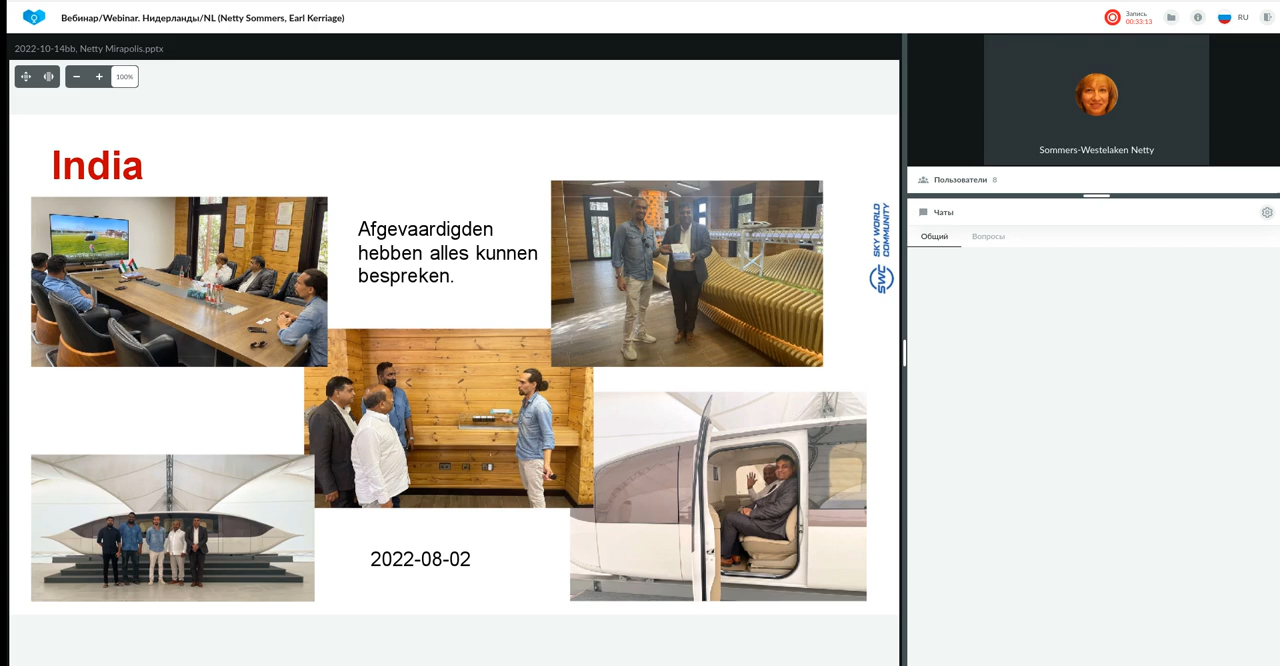 Вебинар/Webinar. Нидерланды/NL (Netty Sommers, Earl Kerriage)
Запись
00:33:13
RU
2022-10-14bb, Netty Mirapolis.pptx
100%
India
Afgevaardigden
hebben alles kunnen
bespreken.
SWC SKY WORLD
COMMUNITY
2022-08-02
Sommers-Westelaken Netty
Пользователи 8
Чаты
Общий Вопросы